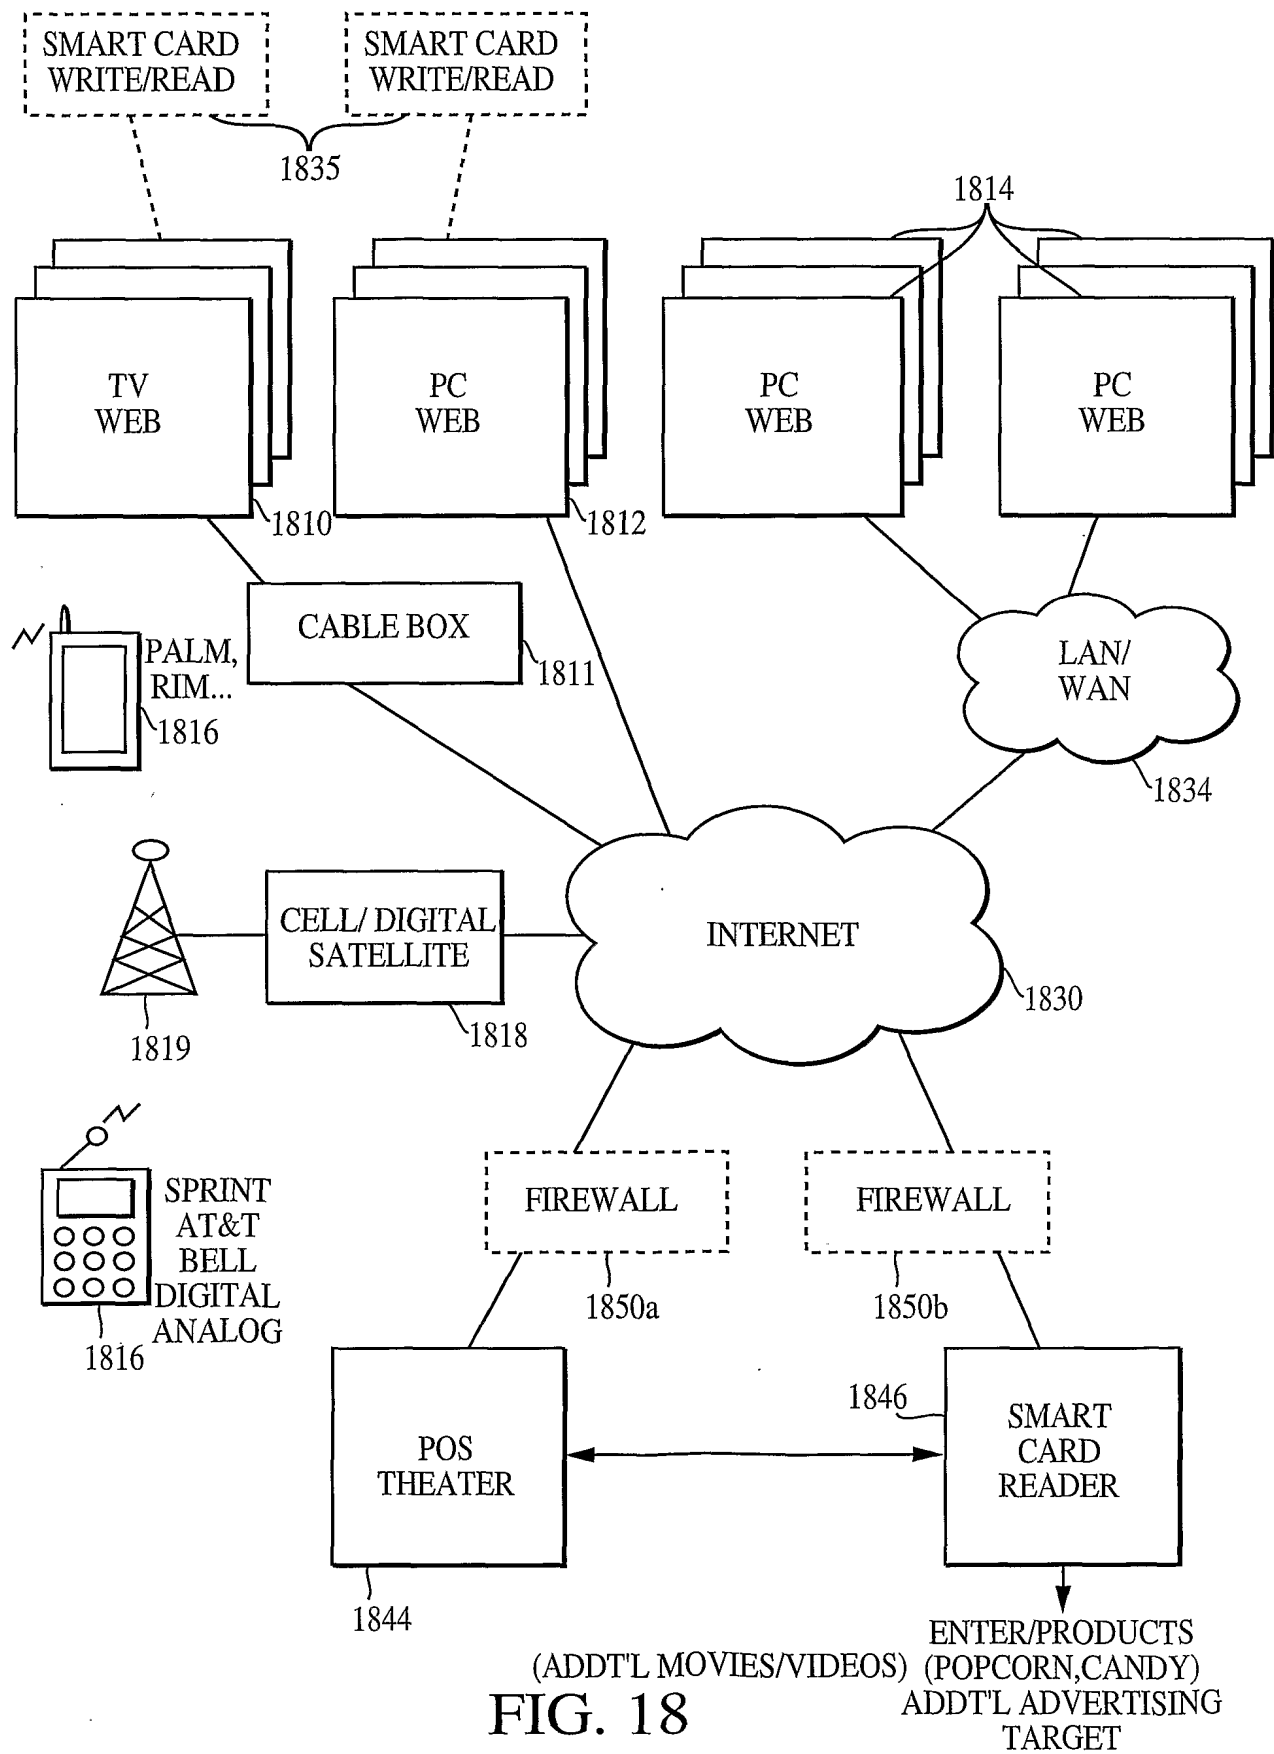 SMART CARD
WRITE/READ
SMART CARD
WRITE/READ
1835
1814
TV
WEB
PC
WEB
PC
WEB
PC
WEB
1810
1812
CABLE BOX
1811
PALM,
RIM...
1816
LAN/
WAN
1834
CELL/ DIGITAL
SATELLITE
INTERNET
1830
1819
1818
SPRINT
AT&T
BELL
DIGITAL
ANALOG
1816
FIREWALL
FIREWALL
1850a
1850b
1846
POS
THEATER
SMART
CARD
READER
1844
ENTER/PRODUCTS
(ADDT'L MOVIES/VIDEOS) (POPCORN,CANDY)
ADDT'L ADVERTISING
TARGET
FIG. 18